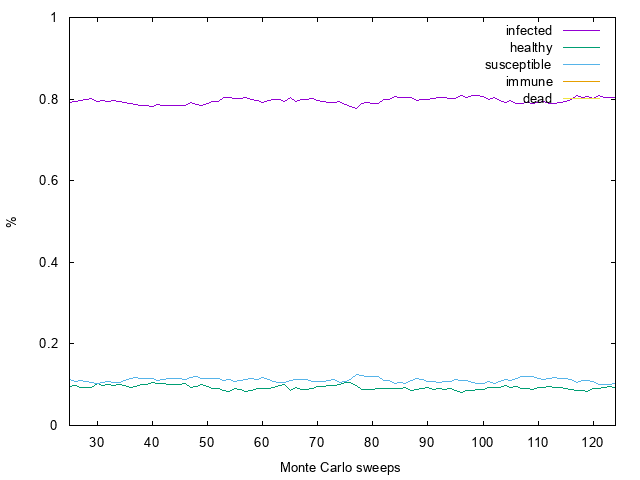 1
0.8
0.6
0.4
0.2
0
%
infected
healthy
susceptible
immune
dead
30 40 50 60 70 80 90 100 110 120
Monte Carlo sweeps